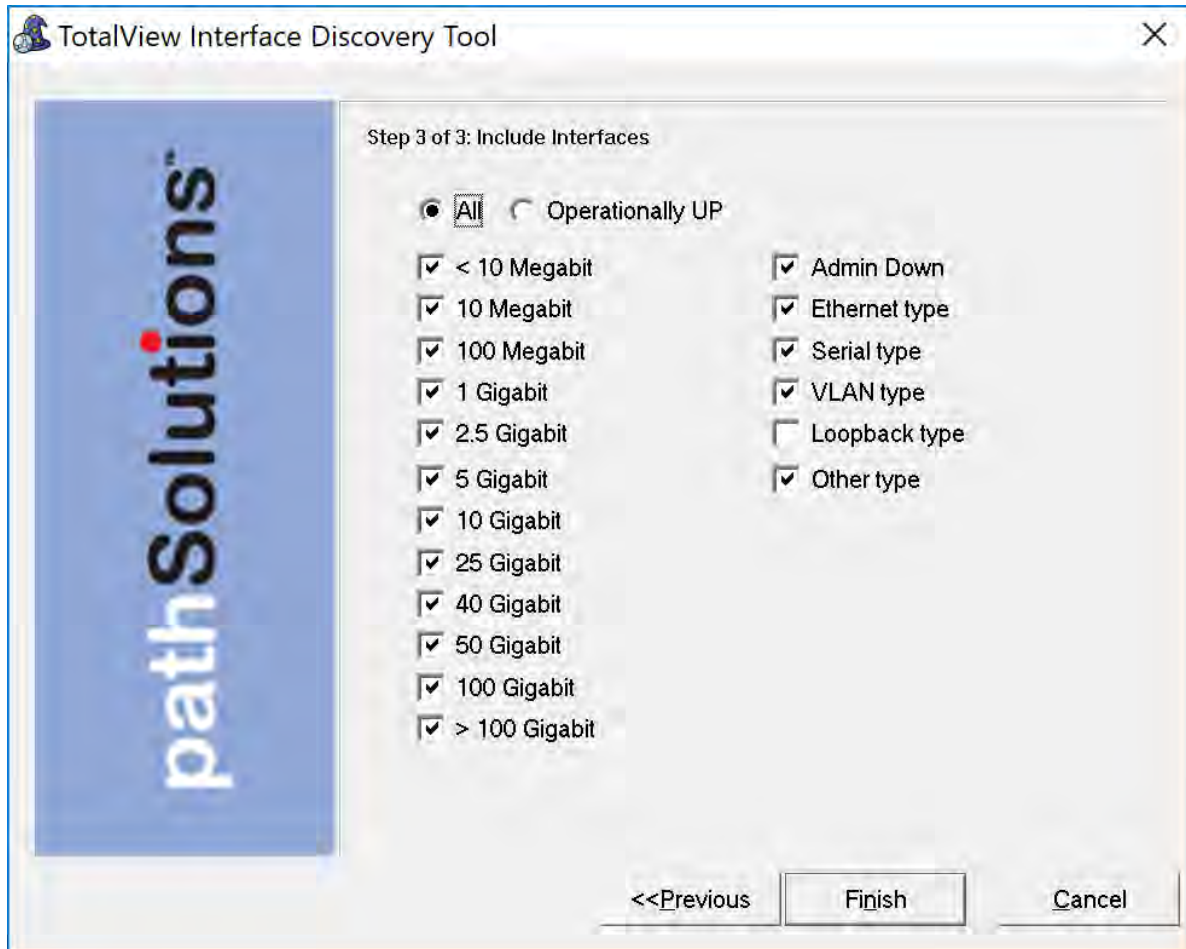 TotalView Interface Discovery Tool
pathSolutions™
Step 3 of 3: Include Interfaces
All Operationally UP
< 10 Megabit Admin Down
10 Megabit Ethernet type
100 Megabit Serial type
1 Gigabit VLAN type
2.5 Gigabit Loopback type
5 Gigabit Other type
10 Gigabit
25 Gigabit
40 Gigabit
50 Gigabit
100 Gigabit
> 100 Gigabit
<<Previous Finish Cancel